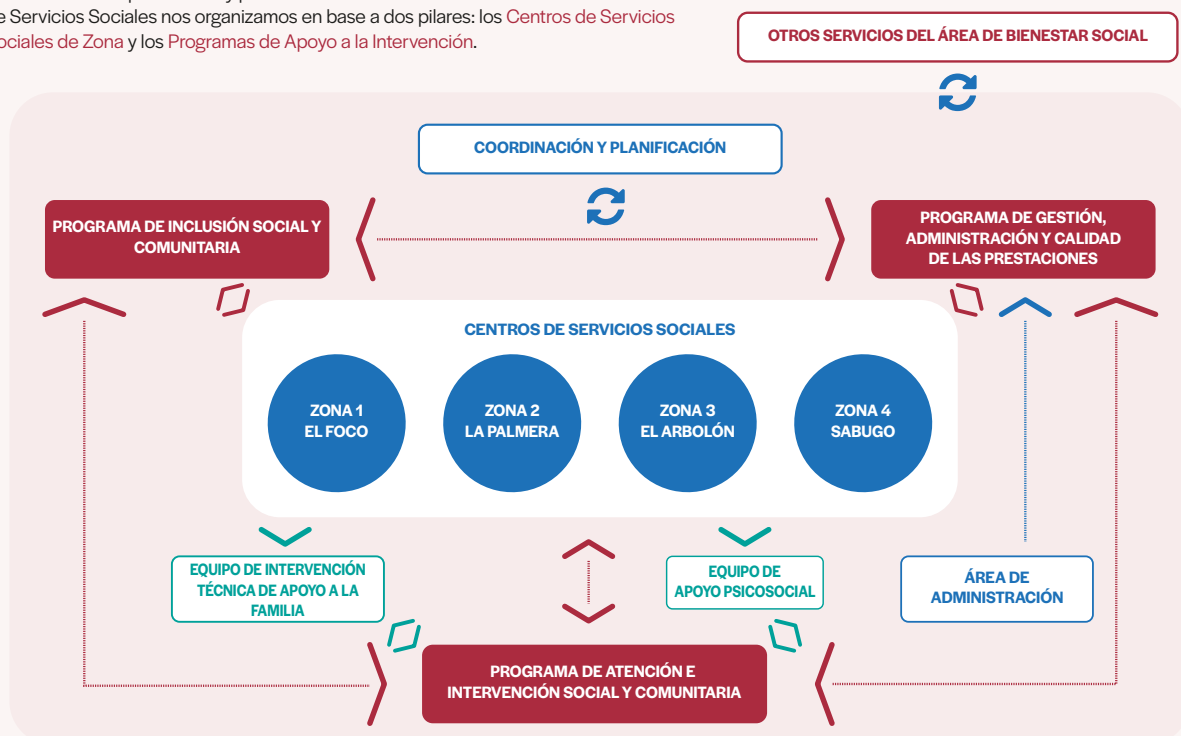 e Servicios Sociales nos organizamos en base a dos pilares: los Centros de Servicios
ociales de Zona y los Programas de Apoyo a la Intervención.
OTROS SERVICIOS DEL ÁREA DE BIENESTAR SOCIAL
COORDINACIÓN Y PLANIFICACIÓN
PROGRAMA DE INCLUSIÓN SOCIAL Y
COMUNITARIA
PROGRAMA DE GESTIÓN,
ADMINISTRACIÓN Y CALIDAD
DE LAS PRESTACIONES
CENTROS DE SERVICIOS SOCIALES
ZONA 1
EL FOCO
ZONA 2
LA PALMERA
ZONA 3
EL ARBOLÓN
ZONA 4
SABUGO
EQUIPO DE INTERVENCIÓN
TÉCNICA DE APOYO A LA
FAMILIA
EQUIPO DE
APOYO PSICOSOCIAL
ÁREA DE
ADMINISTRACIÓN
PROGRAMA DE ATENCIÓN E
INTERVENCIÓN SOCIAL Y COMUNITARIA